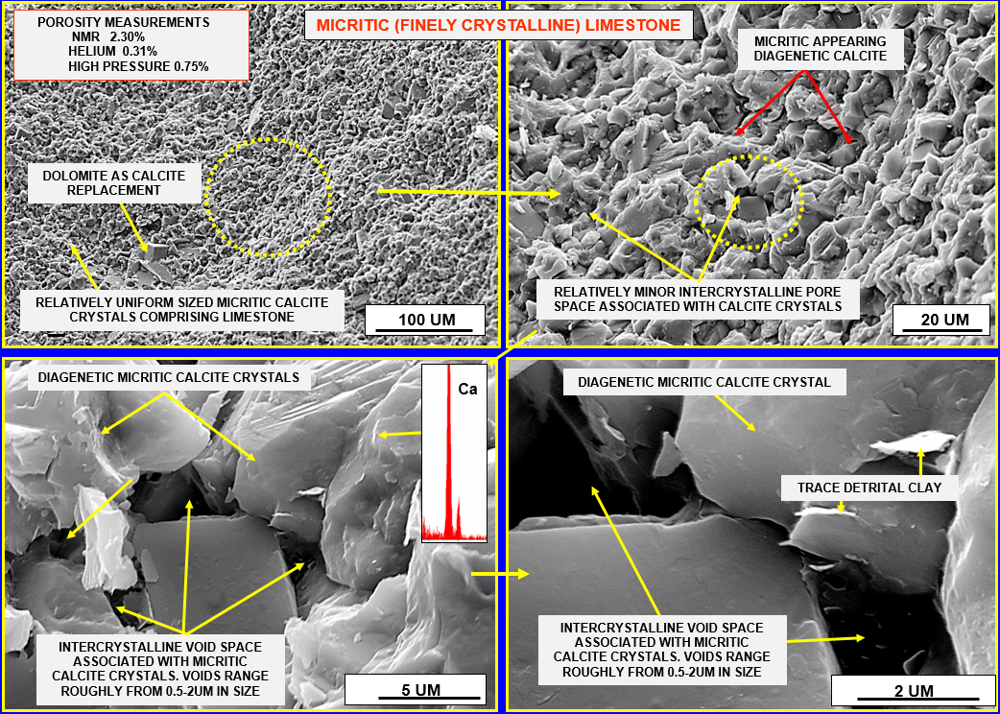 POROSITY MEASUREMENTS
NMR 2.30%
HELIUM 0.31%
HIGH PRESSURE 0.75%
MICRITIC (FINELY CRYSTALLINE) LIMESTONE
DOLOMITE AS CALCITE
REPLACEMENT
RELATIVELY UNIFORM SIZED MICRITIC CALCITE
CRYSTALS COMPRISING LIMESTONE
100 UM
MICRITIC APPEARING
DIAGENETIC CALCITE
RELATIVELY MINOR INTERCRYSTALLINE PORE
SPACE ASSOCIATED WITH CALCITE CRYSTALS
20 UM
DIAGENETIC MICRITIC CALCITE CRYSTALS
Ca
INTERCRYSTALLINE VOID SPACE
ASSOCIATED WITH MICRITIC
CALCITE CRYSTALS. VOIDS RANGE
ROUGHLY FROM 0.5-2UM IN SIZE
5 UM
DIAGENETIC MICRITIC CALCITE CRYSTAL
TRACE DETRITAL CLAY
INTERCRYSTALLINE VOID SPACE
ASSOCIATED WITH MICRITIC
CALCITE CRYSTALS. VOIDS RANGE
ROUGHLY FROM 0.5-2UM IN SIZE
2 UM